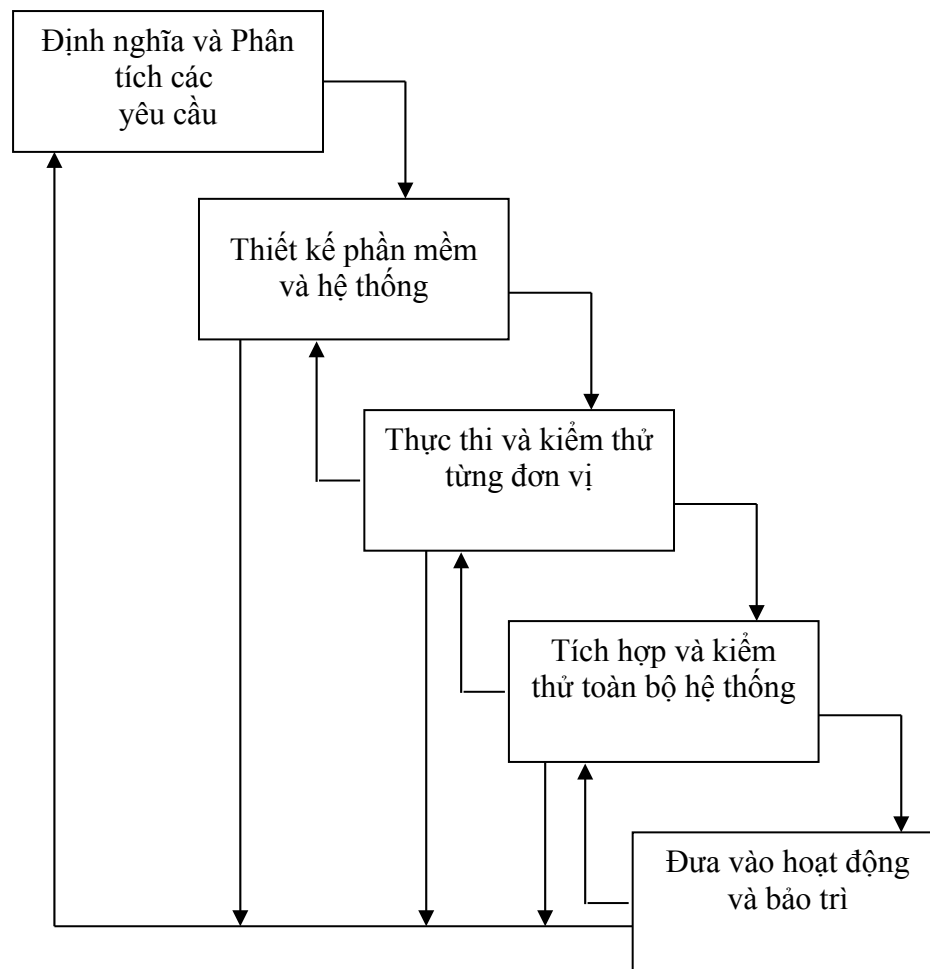 Định nghĩa và Phân
tích các
yêu cầu
Thiết kế phần mềm
và hệ thống
Thực thi và kiểm thử
từng đơn vị
Tích hợp và kiểm
thử toàn bộ hệ thống
Đưa vào hoạt động
và bảo trì